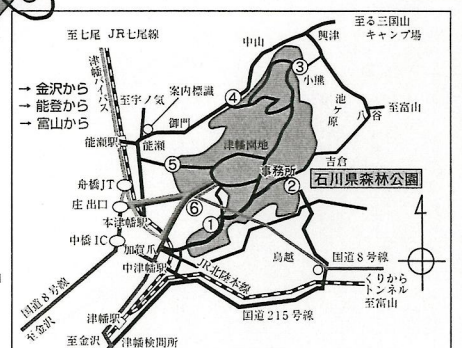 至七尾 JR七尾線
津幡バイパス
→ 金沢から
→ 能登から
→ 富山から
至宇ノ気
案内標識
御門
中山
興津
至る三国山
キャンプ場
③
小熊
④
池ヶ原
八谷
至富山
能瀬駅
能瀬
⑤
津幡園地
吉倉
事務所
②
石川県森林公園
舟橋JT
庄出口
本津幡駅
⑥
①
中橋IC
加賀爪
中津幡駅
JR北陸本線
鳥越
国道8号線
くりから
トンネル
至富山
国道8号線
至金沢
津幡駅
国道215号線
至金沢
津幡検問所
4